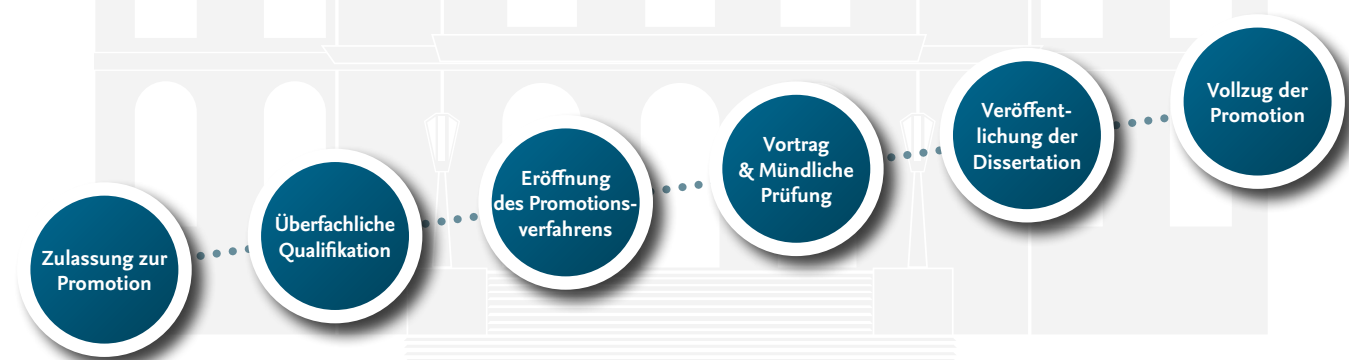 Zulassung zur
Promotion
Überfachliche
Qualifikation
Eröffnung
des Promotions-
verfahrens
Vortrag
& Mündliche
Prüfung
Veröffent-
lichung der
Dissertation
Vollzug der
Promotion